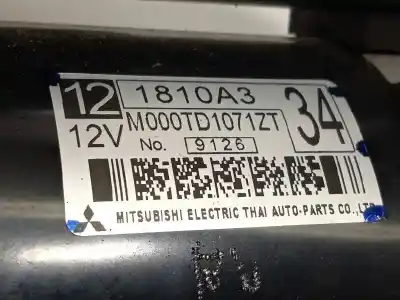 12 1810A3 34
12V M000TD1071ZT
No. 9126
MITSUBISHI ELECTRIC THAI AUTO-PARTS CO.,LTD